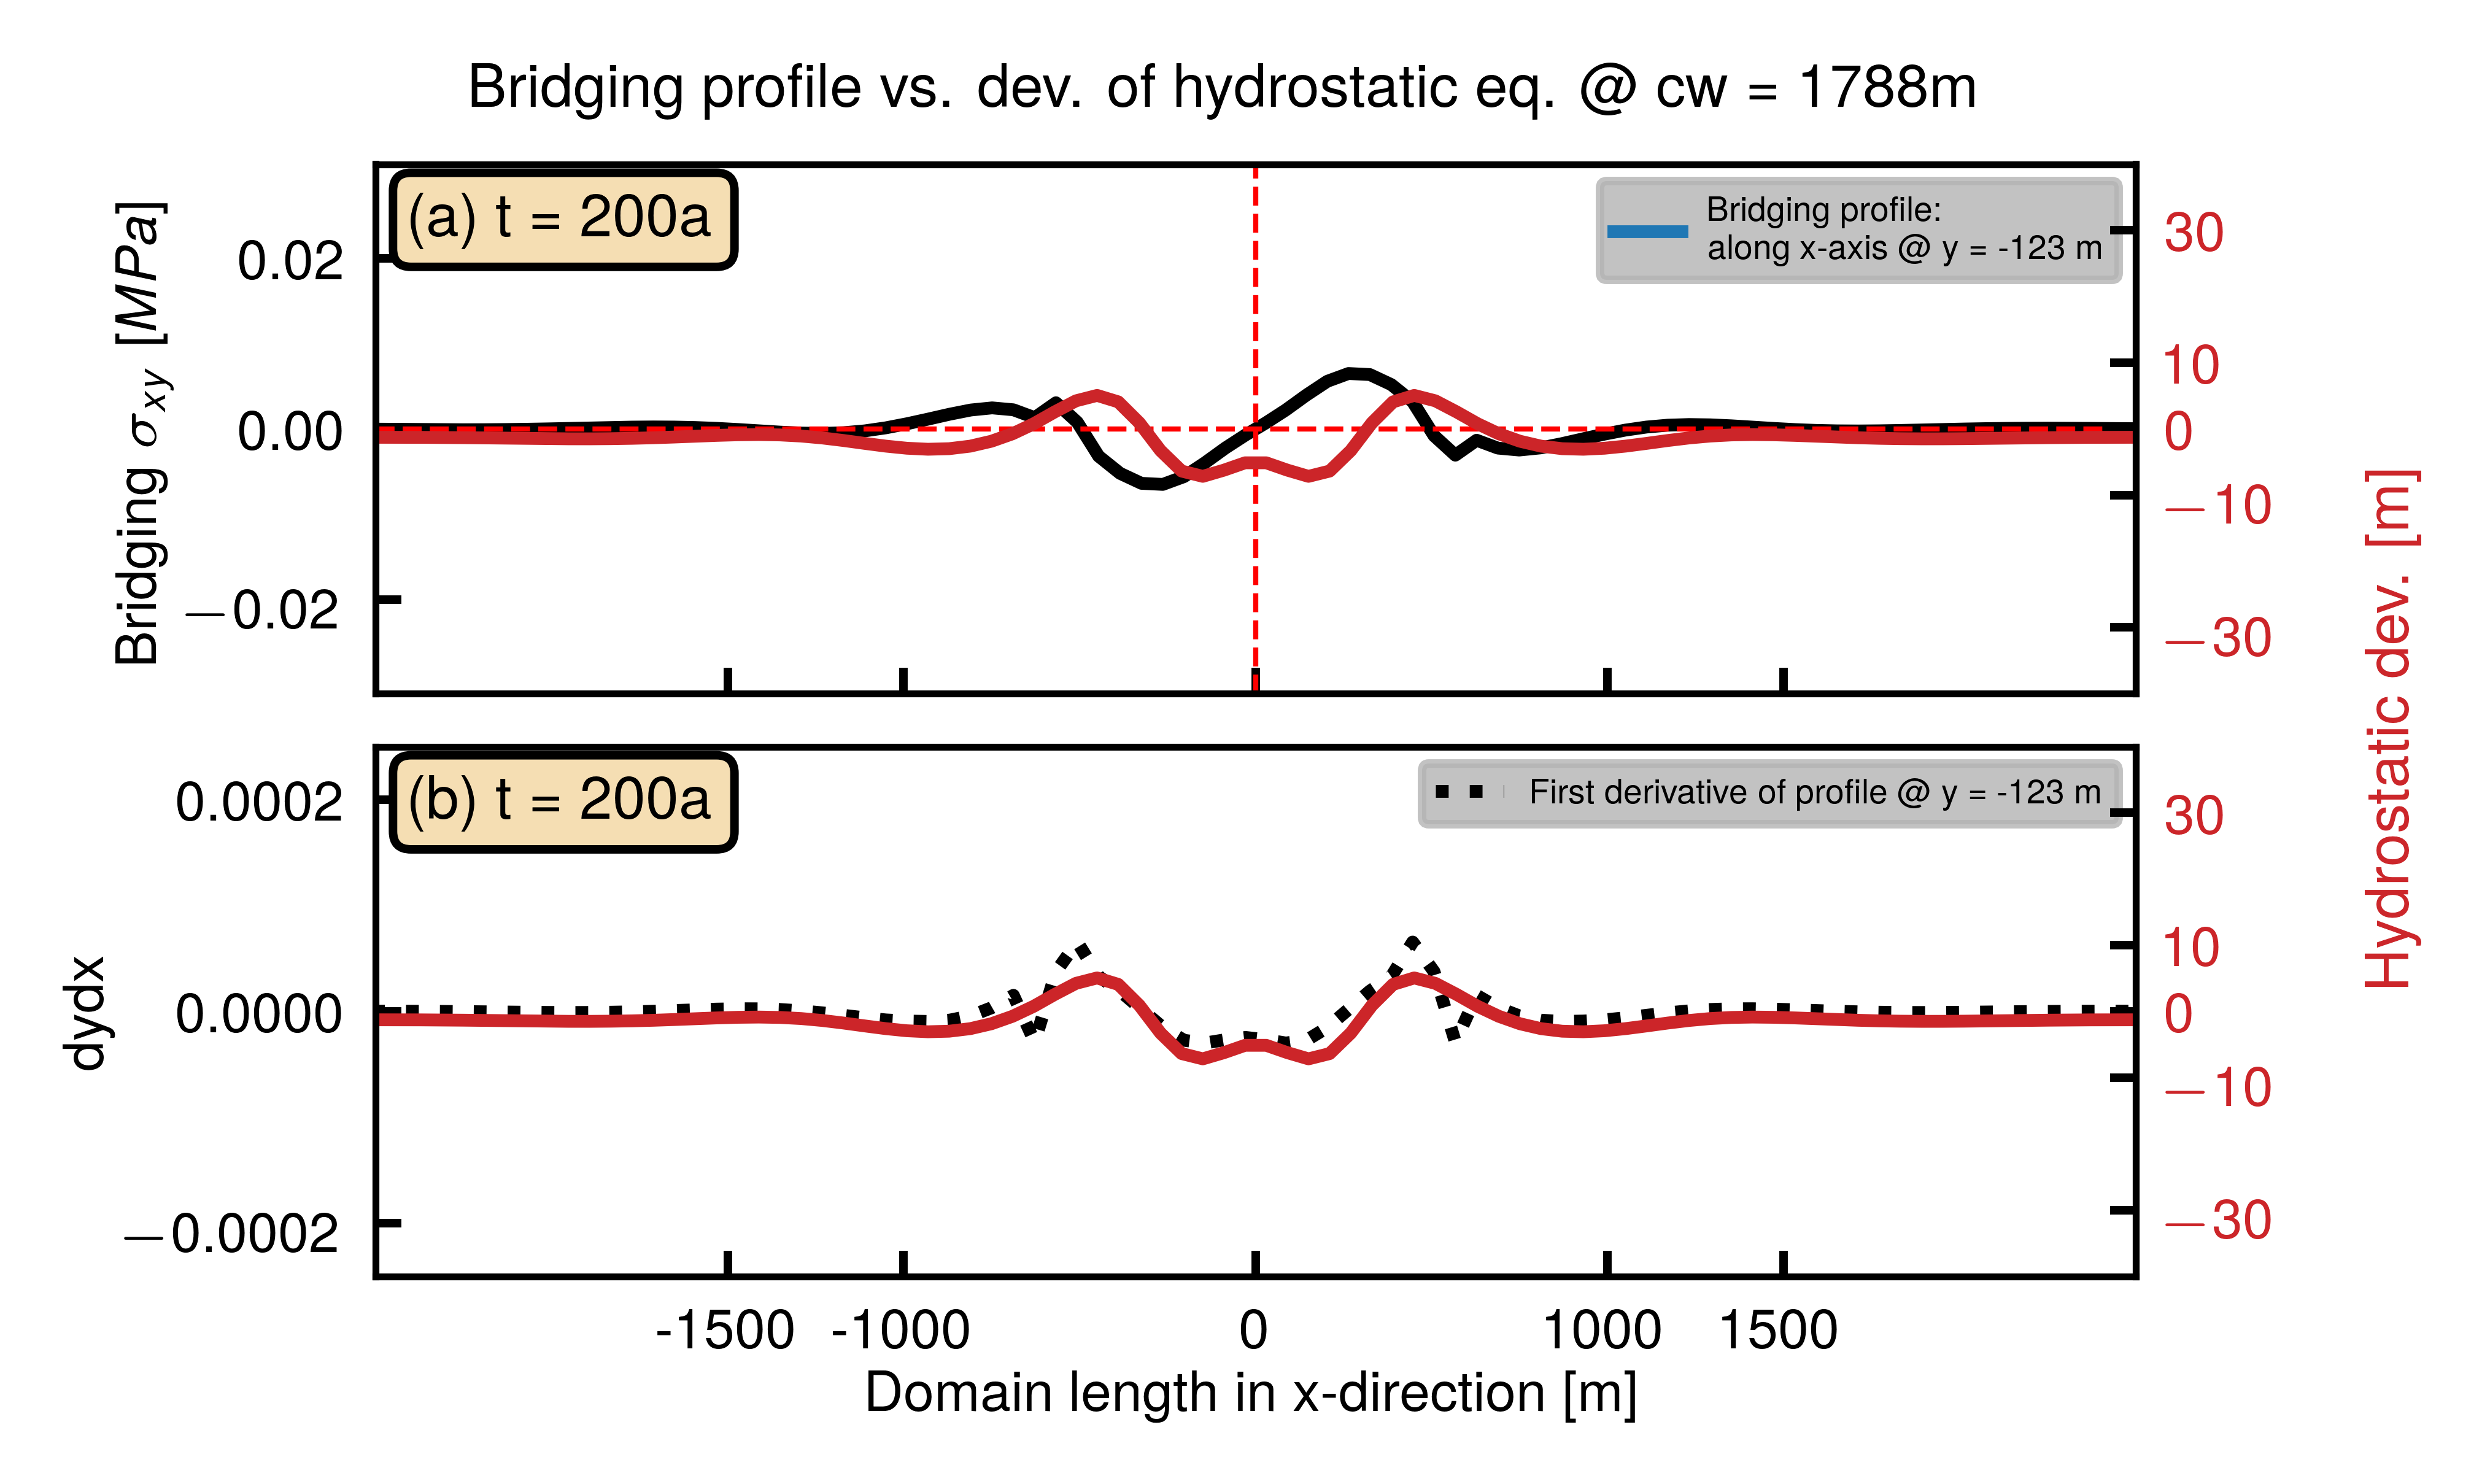 Bridging profile vs. dev. of hydrostatic eq. @ cw = 1788m
(a) t = 200a
Bridging profile:
along x-axis @ y = -123 m
Bridging σxy [MPa]
0.02
0.00
−0.02
30
10
0
−10
−30
Hydrostatic dev. [m]
(b) t = 200a
First derivative of profile @ y = -123 m
dydx
0.0002
0.0000
−0.0002
30
10
0
−10
−30
-1500 -1000 0 1000 1500
Domain length in x-direction [m]